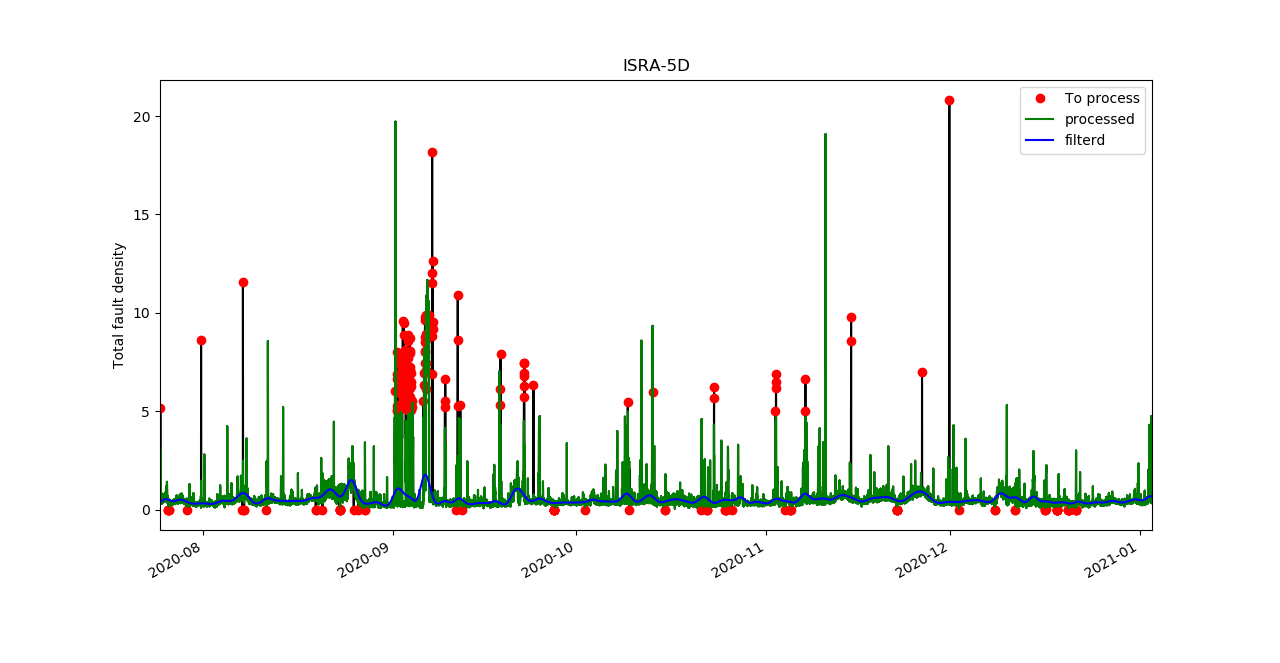 ISRA-5D
Total fault density
20
15
10
5
0
To process
processed
filterd
2020-08
2020-09
2020-10
2020-11
2020-12
2021-01